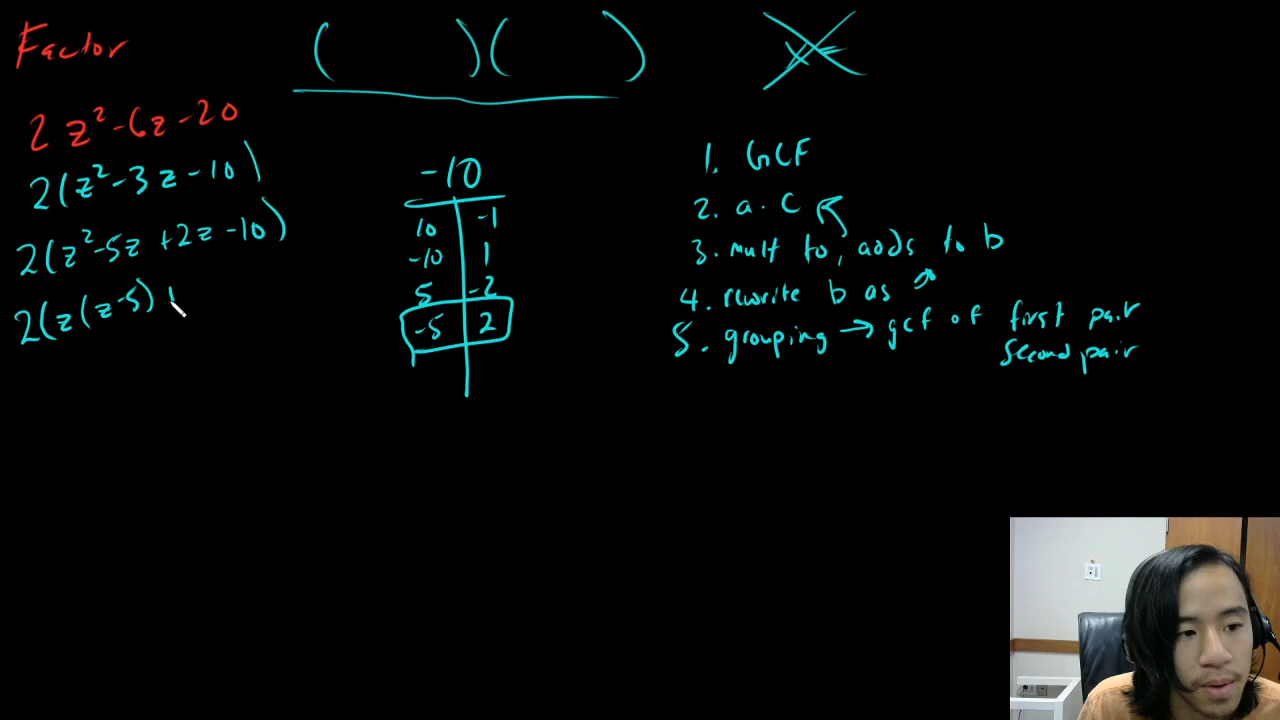 Factor
( )( )
2z²-6z-20
2(z²-3z-10)
2(z²-5z+2z-10)
2(z(z-5)
-10
10 -1
-10 1
5 -2
-5 2
1. GCF
2. a·c
3. mult to, adds to b
4. rewrite b as
5. grouping → gcf of first pair
second pair